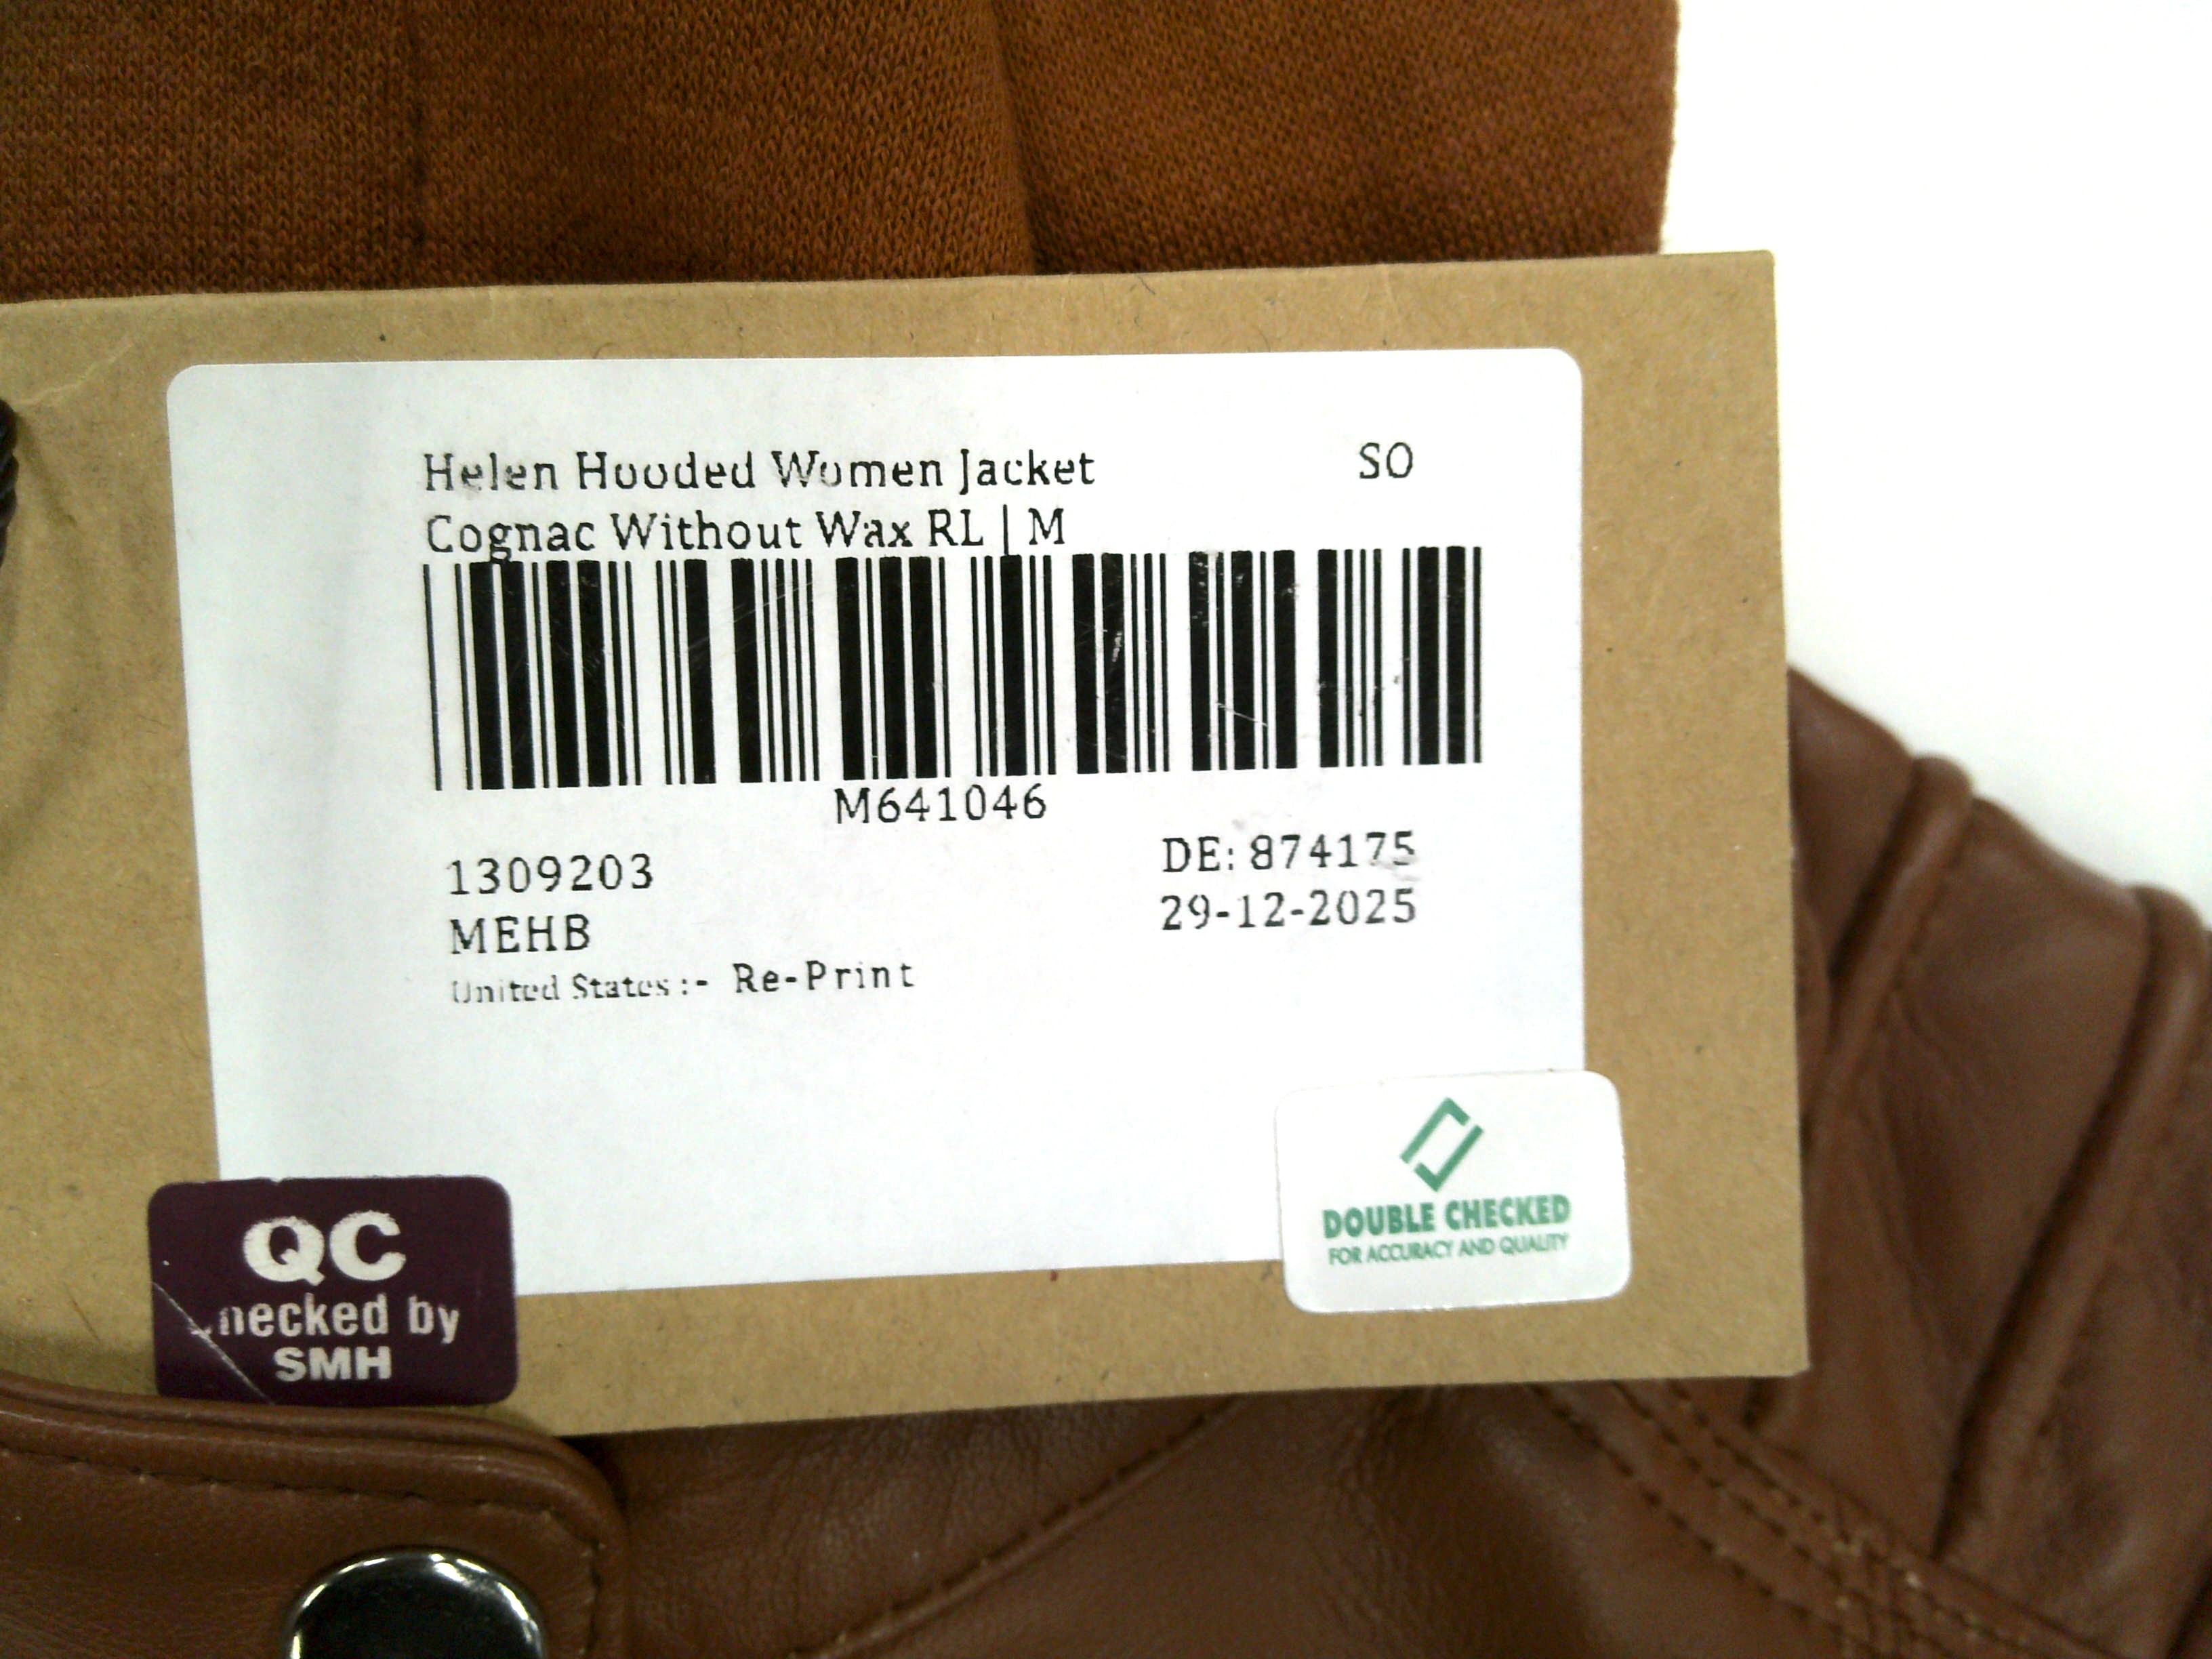 Helen Hooded Women Jacket SO
Cognac Without Wax RL | M
M641046
1309203 DE: 874175
MEHB 29-12-2025
United States :- Re-Print
DOUBLE CHECKED
FOR ACCURACY AND QUALITY
QC
hecked by
SMH